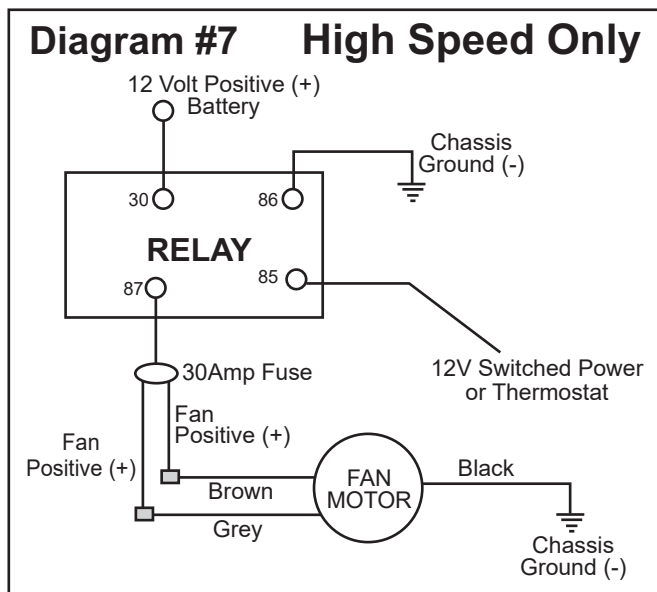 Diagram #7 High Speed Only
12 Volt Positive (+)
Battery
Chassis
Ground (-)
30
86
RELAY
87
85
30Amp Fuse
12V Switched Power
or Thermostat
Fan
Positive (+)
Fan
Positive (+)
Brown
Grey
FAN
MOTOR
Black
Chassis
Ground (-)